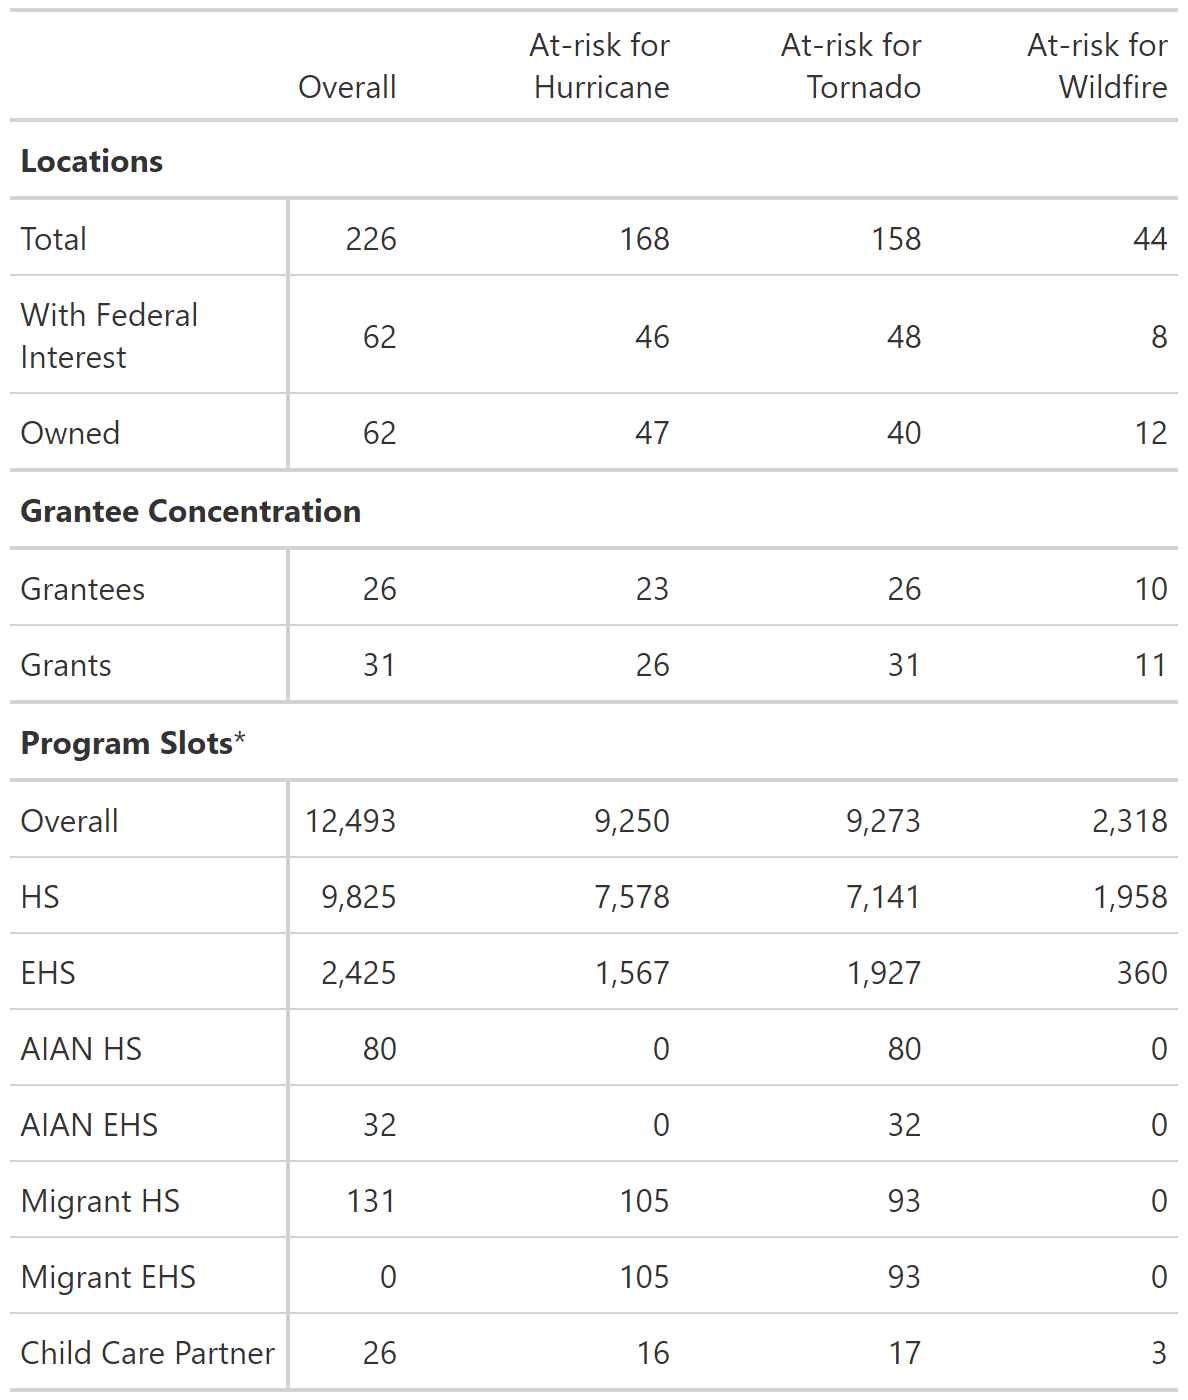 Overall At-risk for Hurricane At-risk for Tornado At-risk for Wildfire
Locations
Total 226 168 158 44
With Federal Interest 62 46 48 8
Owned 62 47 40 12
Grantee Concentration
Grantees 26 23 26 10
Grants 31 26 31 11
Program Slots*
Overall 12,493 9,250 9,273 2,318
HS 9,825 7,578 7,141 1,958
EHS 2,425 1,567 1,927 360
AIAN HS 80 0 80 0
AIAN EHS 32 0 32 0
Migrant HS 131 105 93 0
Migrant EHS 0 105 93 0
Child Care Partner 26 16 17 3